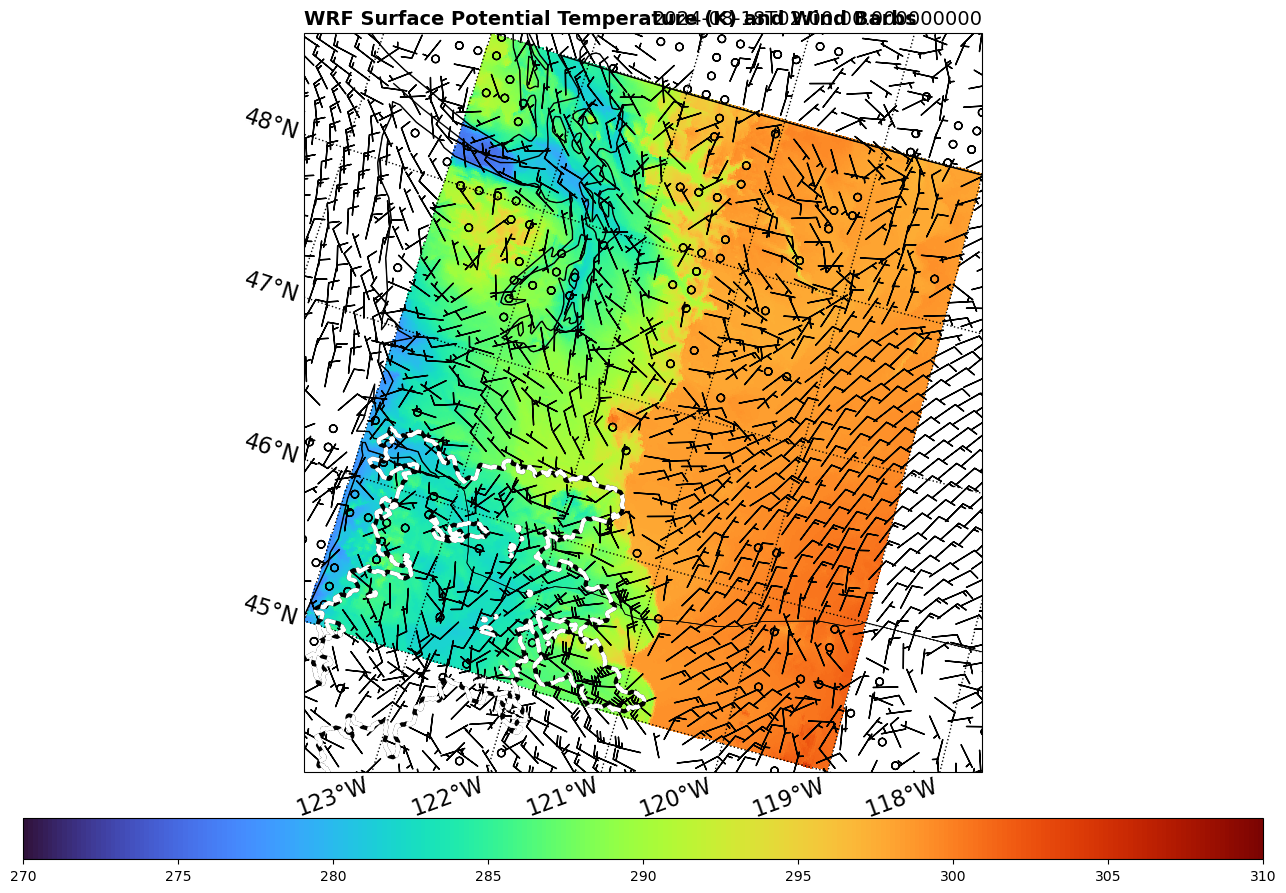 WRF Surface Potential Temperature (K) and Wind Barbs
48°N
47°N
46°N
45°N
123°W
122°W
121°W
120°W
119°W
118°W
270
275
280
285
290
295
300
305
310